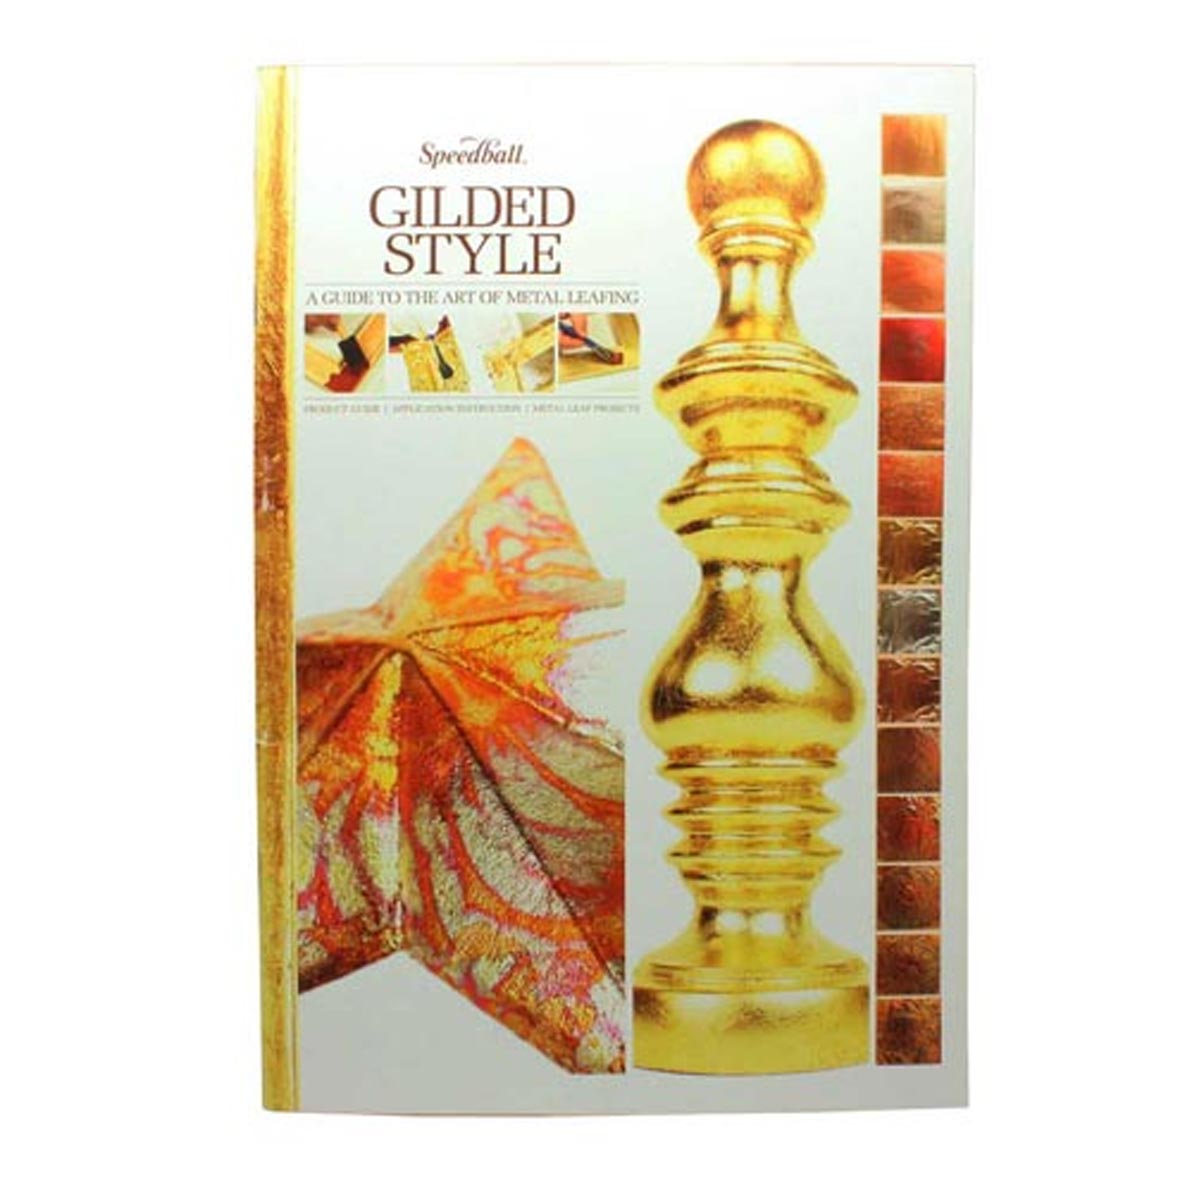 Speedball
GILDED
STYLE
A GUIDE TO THE ART OF METAL LEAFING
PRODUCT GUIDE | APPLICATION INSTRUCTION | METAL LEAF PROJECTS